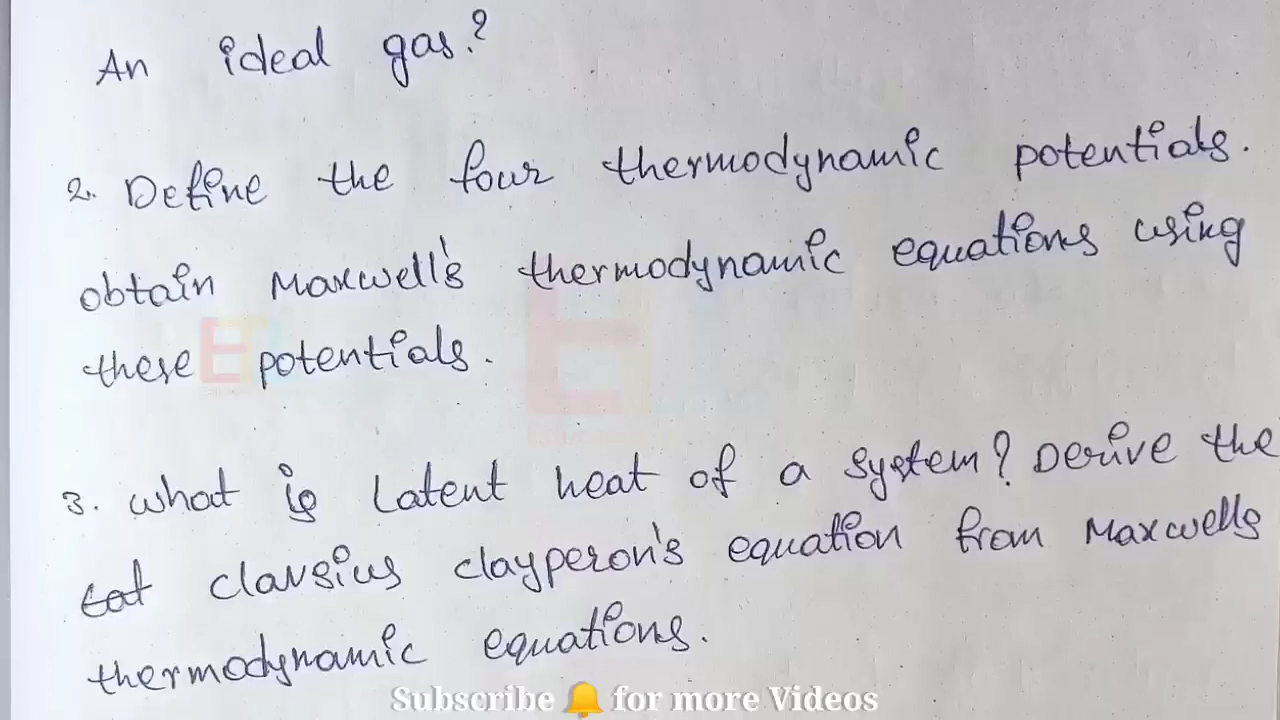 An ideal gas.?
2. Define the four thermodynamic potentials.
obtain Maxwell's thermodynamic equations using
these potentials.
3. what is Latent heat of a system? Derive the
clausius clayperon's equation from Maxwells
thermodynamic equations.
Subscribe 🔔 for more Videos